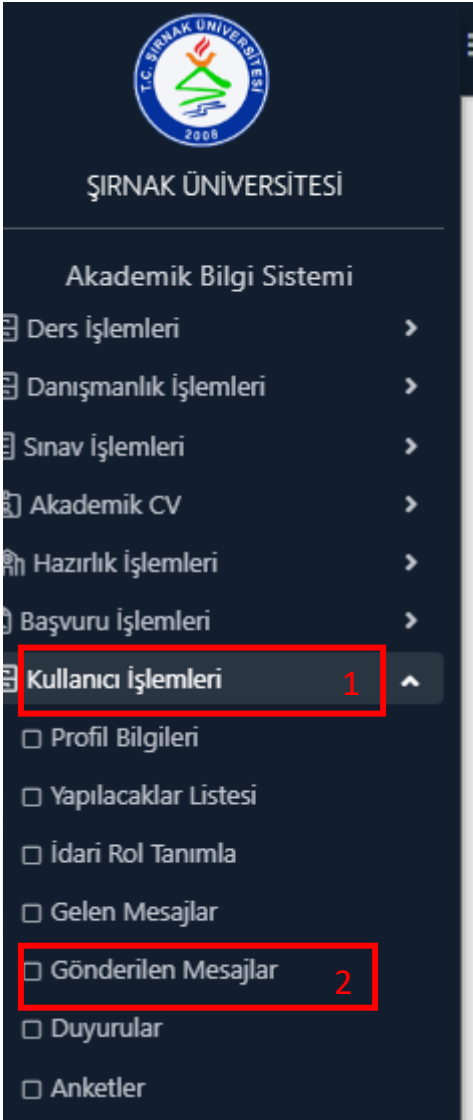 T.C. ŞIRNAK ÜNİVERSİTESİ
2008
ŞIRNAK ÜNİVERSİTESİ
Akademik Bilgi Sistemi
Ders İşlemleri
Danışmanlık İşlemleri
Sınav İşlemleri
Akademik CV
Hazırlık İşlemleri
Başvuru İşlemleri
Kullanıcı İşlemleri 1
Profil Bilgileri
Yapılacaklar Listesi
İdari Rol Tanımla
Gelen Mesajlar
Gönderilen Mesajlar 2
Duyurular
Anketler